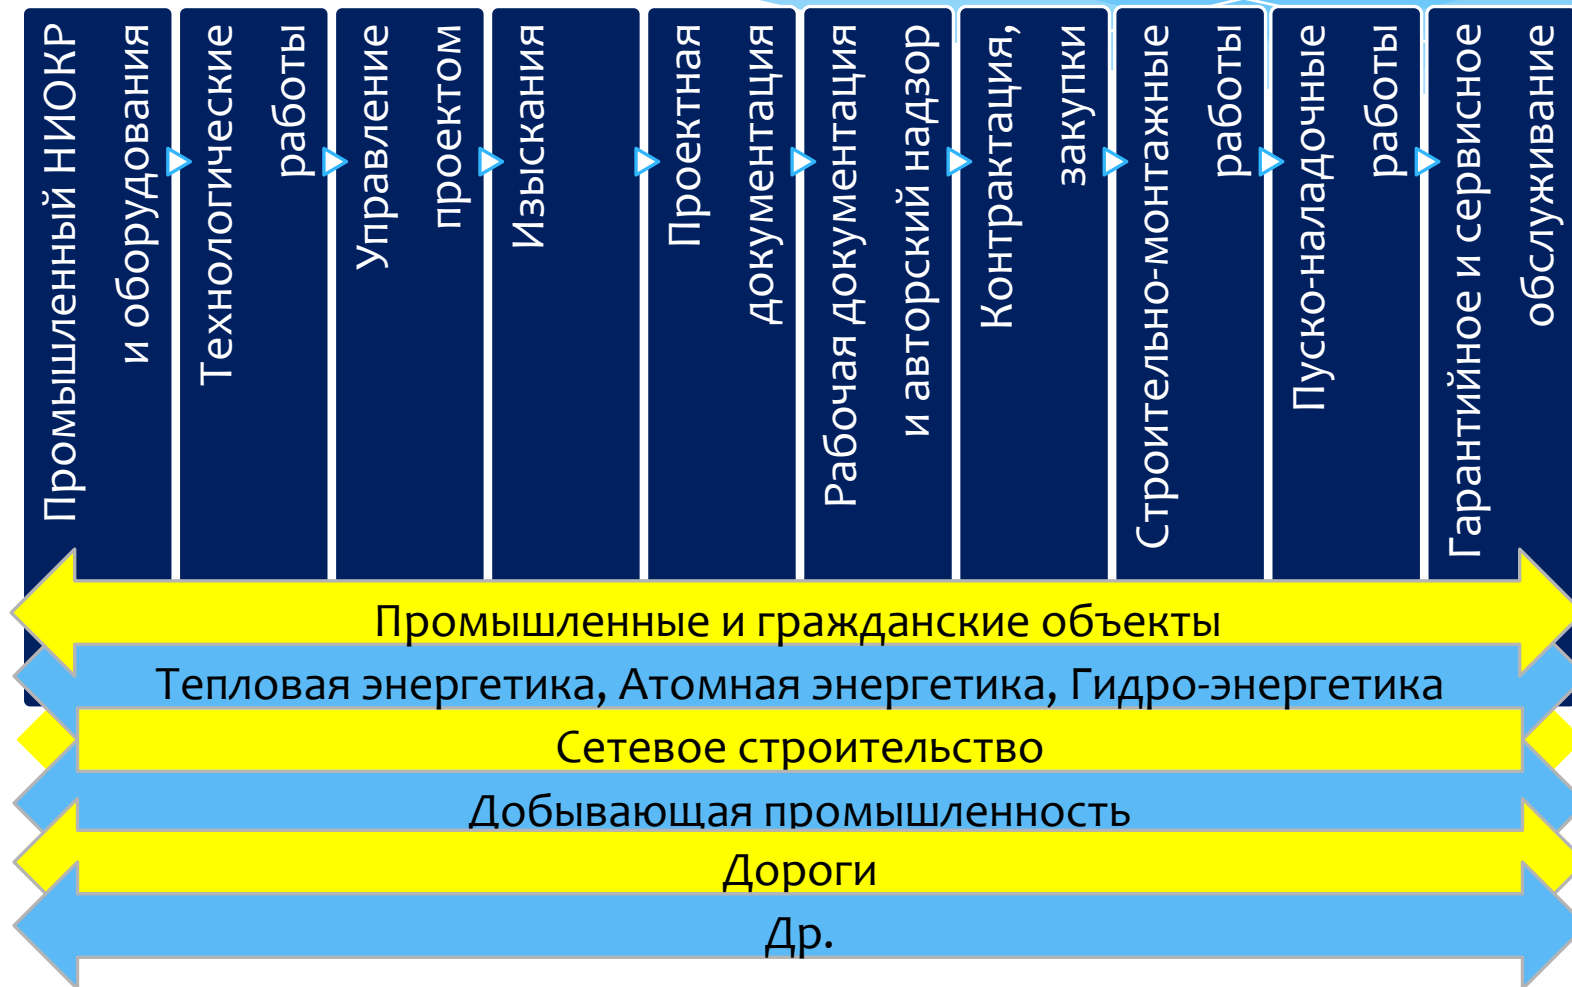 Промышленный НИОКР
и оборудования
Технологические
работы
Управление
проектом
Изыскания
Проектная
документация
Рабочая документация
и авторский надзор
Контрактация,
закупки
Строительно-монтажные
работы
Пуско-наладочные
работы
Гарантийное и сервисное
обслуживание
Промышленные и гражданские объекты
Тепловая энергетика, Атомная энергетика, Гидро-энергетика
Сетевое строительство
Добывающая промышленность
Дороги
Др.